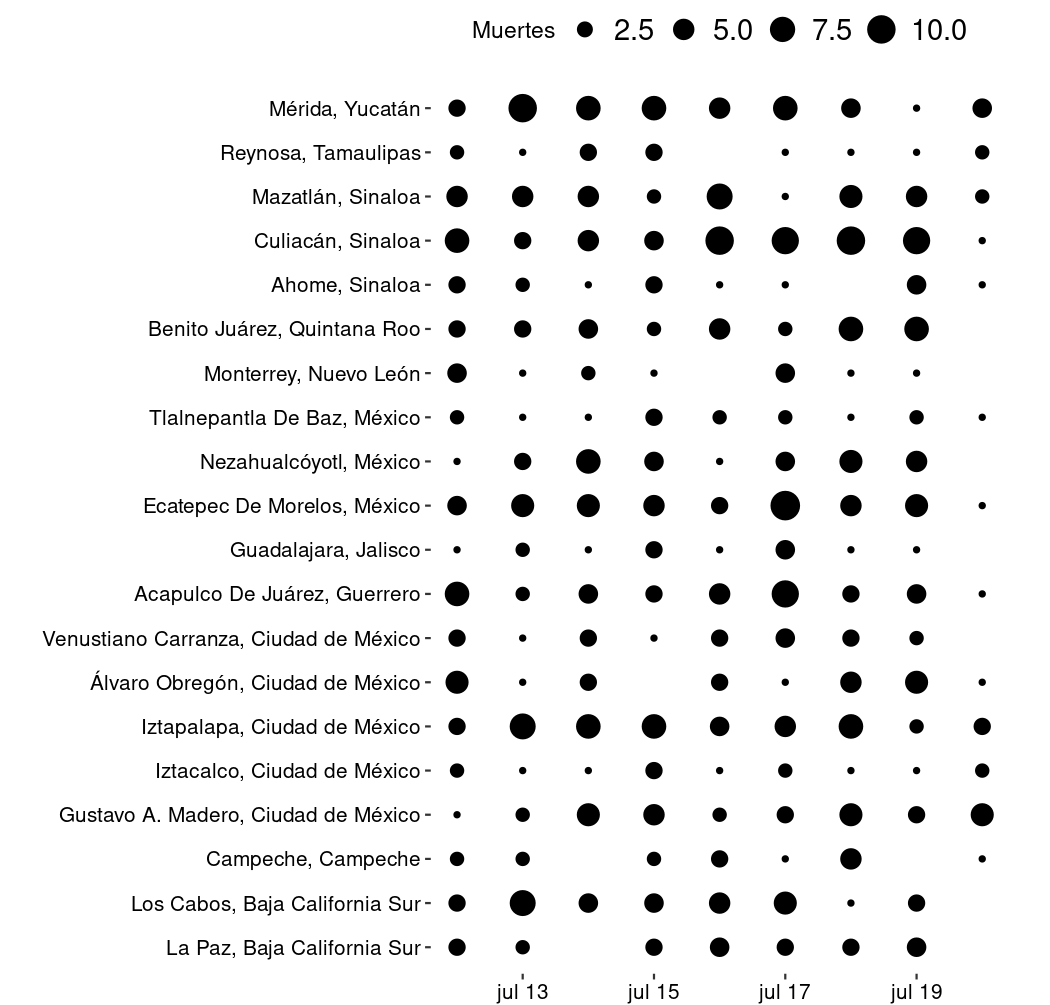 Muertes 2.5 5.0 7.5 10.0
Mérida, Yucatán
Reynosa, Tamaulipas
Mazatlán, Sinaloa
Culiacán, Sinaloa
Ahome, Sinaloa
Benito Juárez, Quintana Roo
Monterrey, Nuevo León
Tlalnepantla De Baz, México
Nezahualcóyotl, México
Ecatepec De Morelos, México
Guadalajara, Jalisco
Acapulco De Juárez, Guerrero
Venustiano Carranza, Ciudad de México
Álvaro Obregón, Ciudad de México
Iztapalapa, Ciudad de México
Iztacalco, Ciudad de México
Gustavo A. Madero, Ciudad de México
Campeche, Campeche
Los Cabos, Baja California Sur
La Paz, Baja California Sur
jul 13 jul 15 jul 17 jul 19